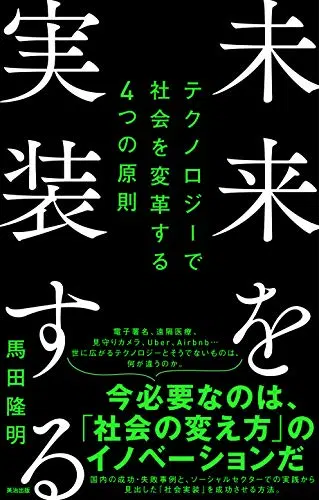 未来を
実装する
テクノロジーで
社会を変革する
4つの原則
馬田隆明
電子署名、遠隔医療、
見守りカメラ、Uber、Airbnb…
世に広がるテクノロジーとそうでないものは、
何が違うのか。
今必要なのは、
「社会の変え方」の
イノベーションだ
国内の成功・失敗事例と、ソーシャルセクターでの実践から
見出した「社会実装」を成功させる方法。
英治出版